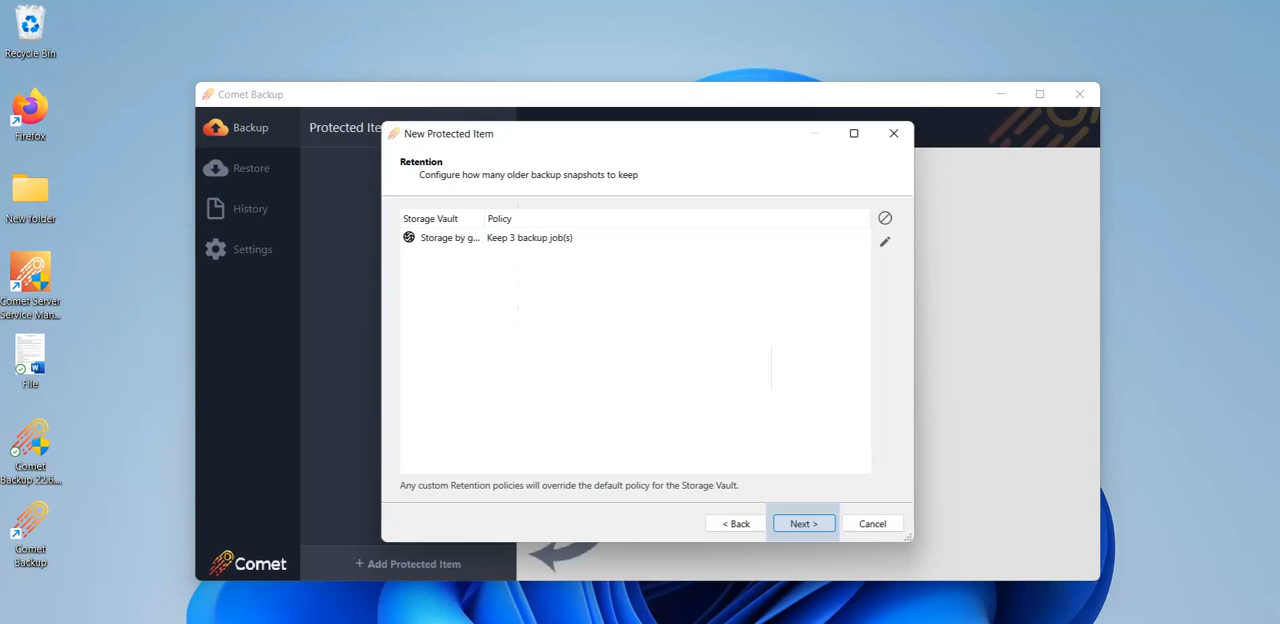 Recycle Bin
Firefox
New folder
Comet Server
Service Man...
File
Comet
Backup 22.6....
Comet
Backup
Comet Backup
Backup
Restore
History
Settings
Comet
Protected Ite
+ Add Protected Item
New Protected Item
Retention
Configure how many older backup snapshots to keep
Storage Vault Policy
Storage by g... Keep 3 backup job(s)
Any custom Retention policies will override the default policy for the Storage Vault.
< Back Next > Cancel